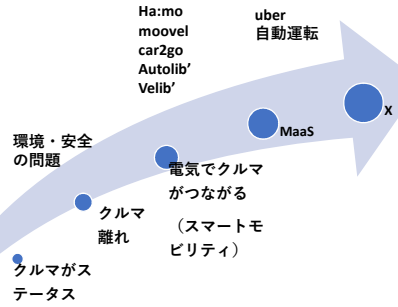 Ha:mo
moovel
car2go
Autolib’
Velib’
uber
自動運転
環境・安全
の問題
X
MaaS
電気でクルマ
がつながる
（スマートモ
ビリティ）
クルマ
離れ
クルマがス
テータス